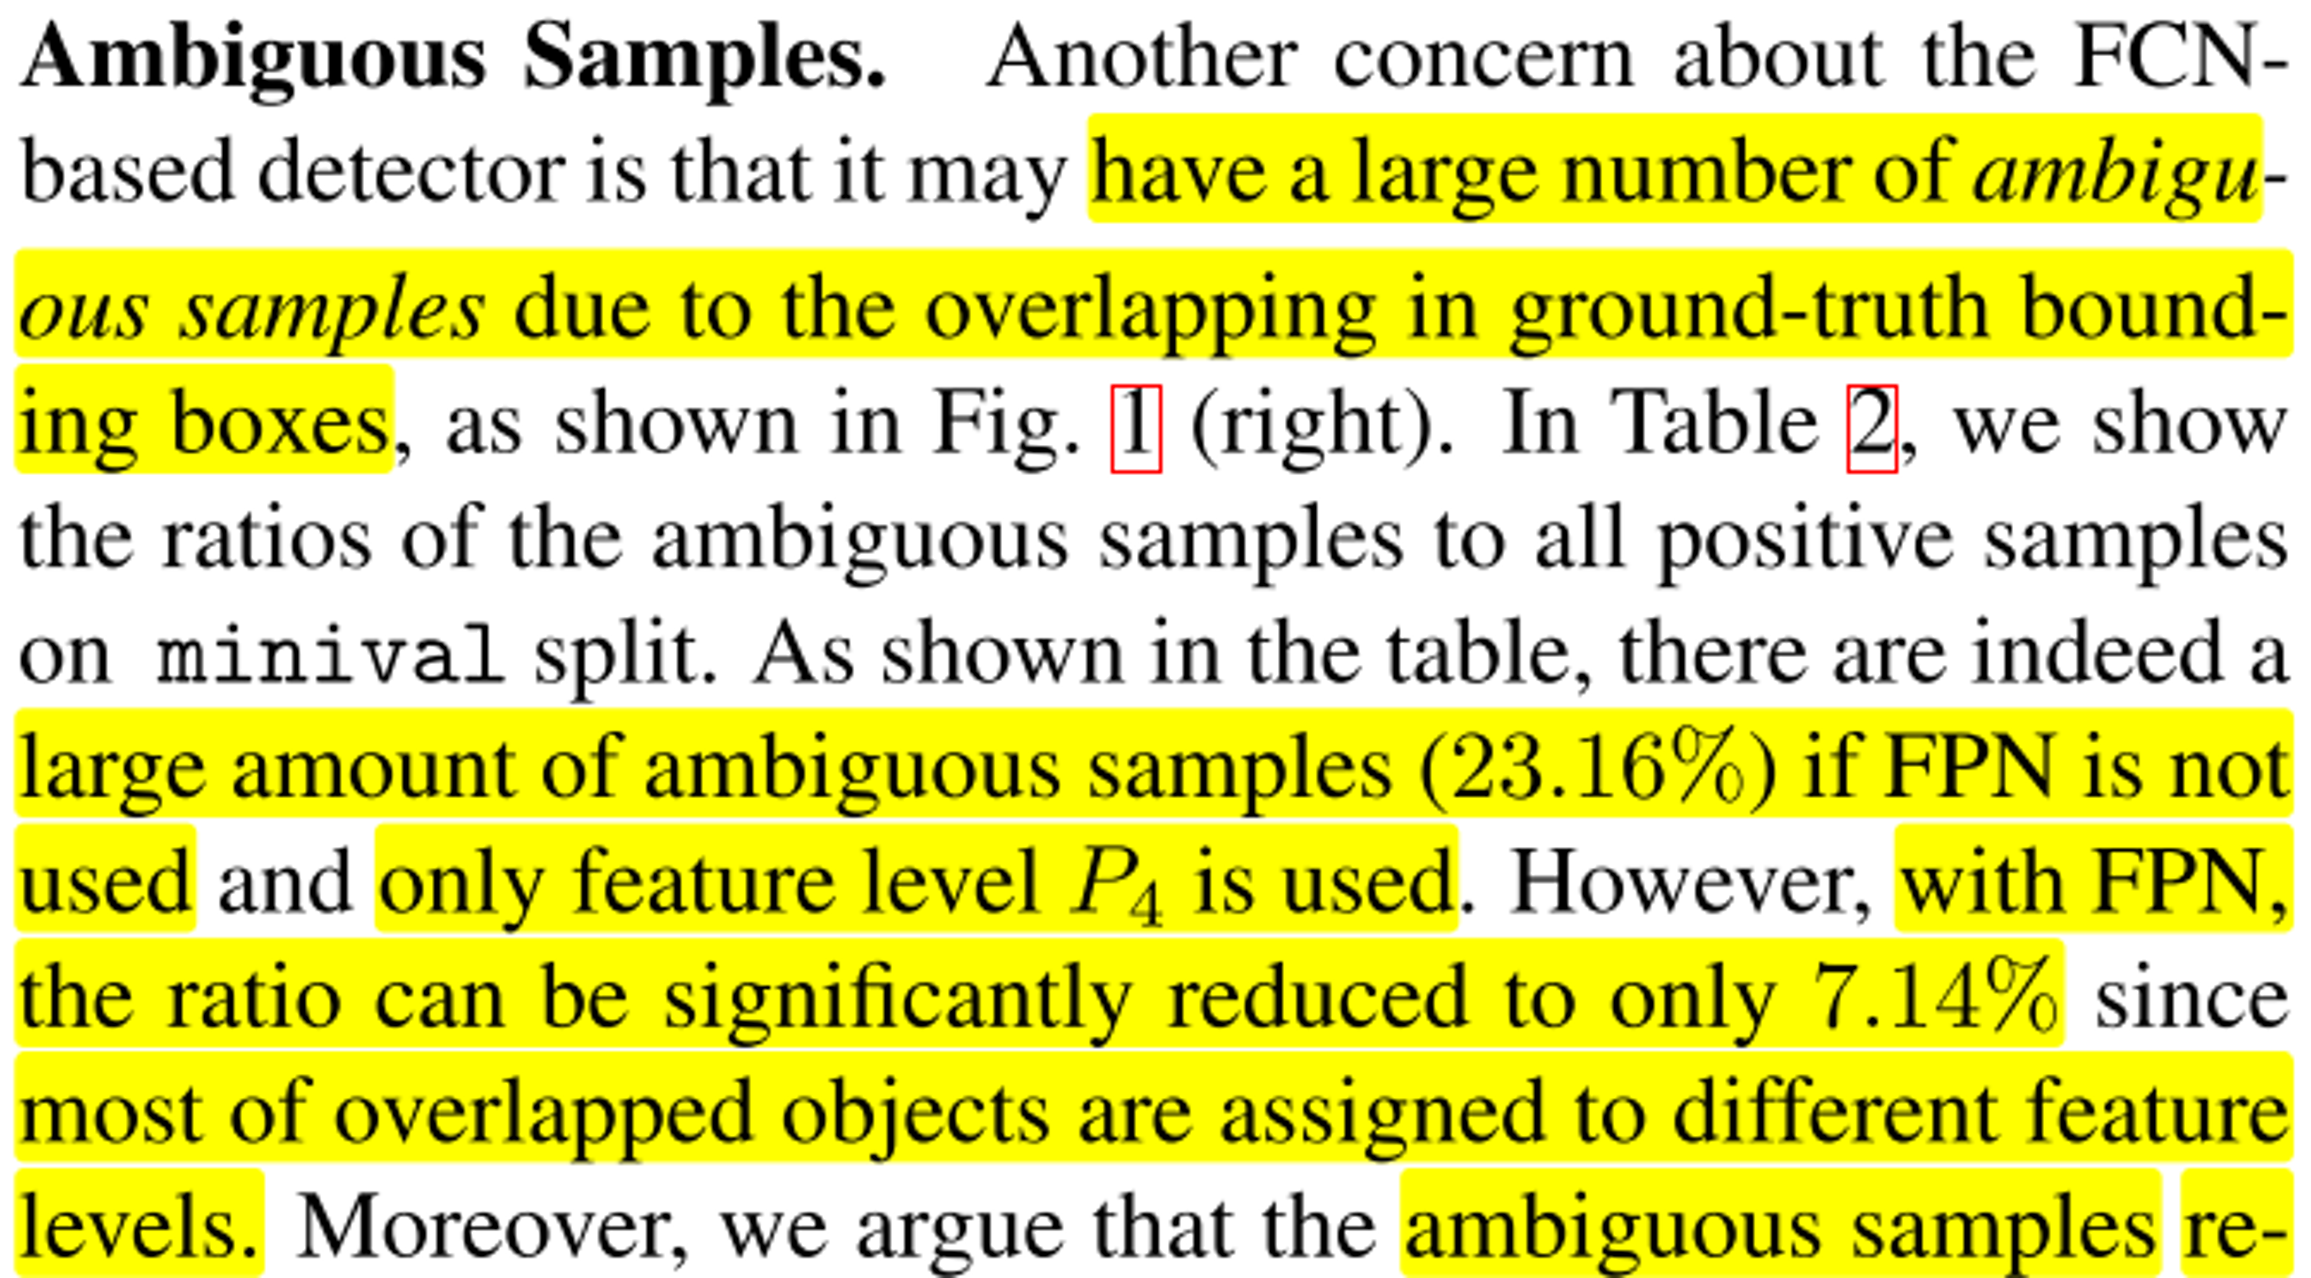 Ambiguous Samples. Another concern about the FCN-
based detector is that it may have a large number of ambigu-
ous samples due to the overlapping in ground-truth bound-
ing boxes, as shown in Fig. 1 (right). In Table 2, we show
the ratios of the ambiguous samples to all positive samples
on minival split. As shown in the table, there are indeed a
large amount of ambiguous samples (23.16%) if FPN is not
used and only feature level P4 is used. However, with FPN,
the ratio can be significantly reduced to only 7.14% since
most of overlapped objects are assigned to different feature
levels. Moreover, we argue that the ambiguous samples re-